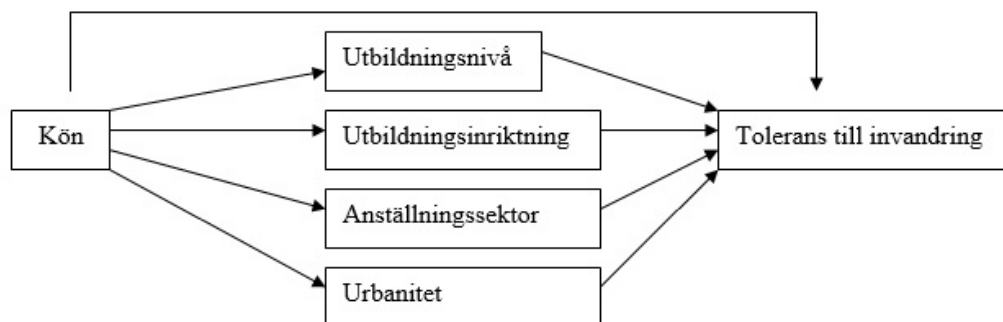 Utbildningsnivå
Kön
Utbildningsinriktning
Tolerans till invandring
Anställningssektor
Urbanitet